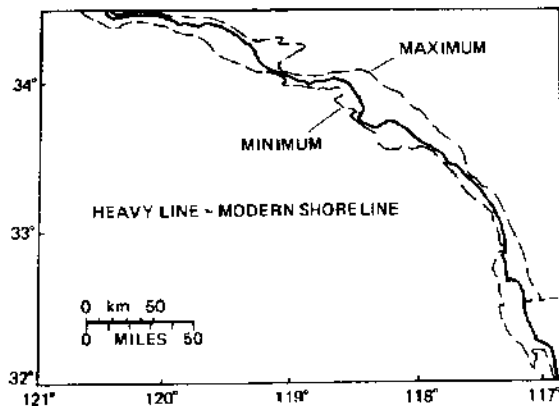 MAXIMUM
34°
MINIMUM
HEAVY LINE - MODERN SHORELINE
33°
0 km 50
0 MILES 50
32°
121° 120° 119° 118° 117°